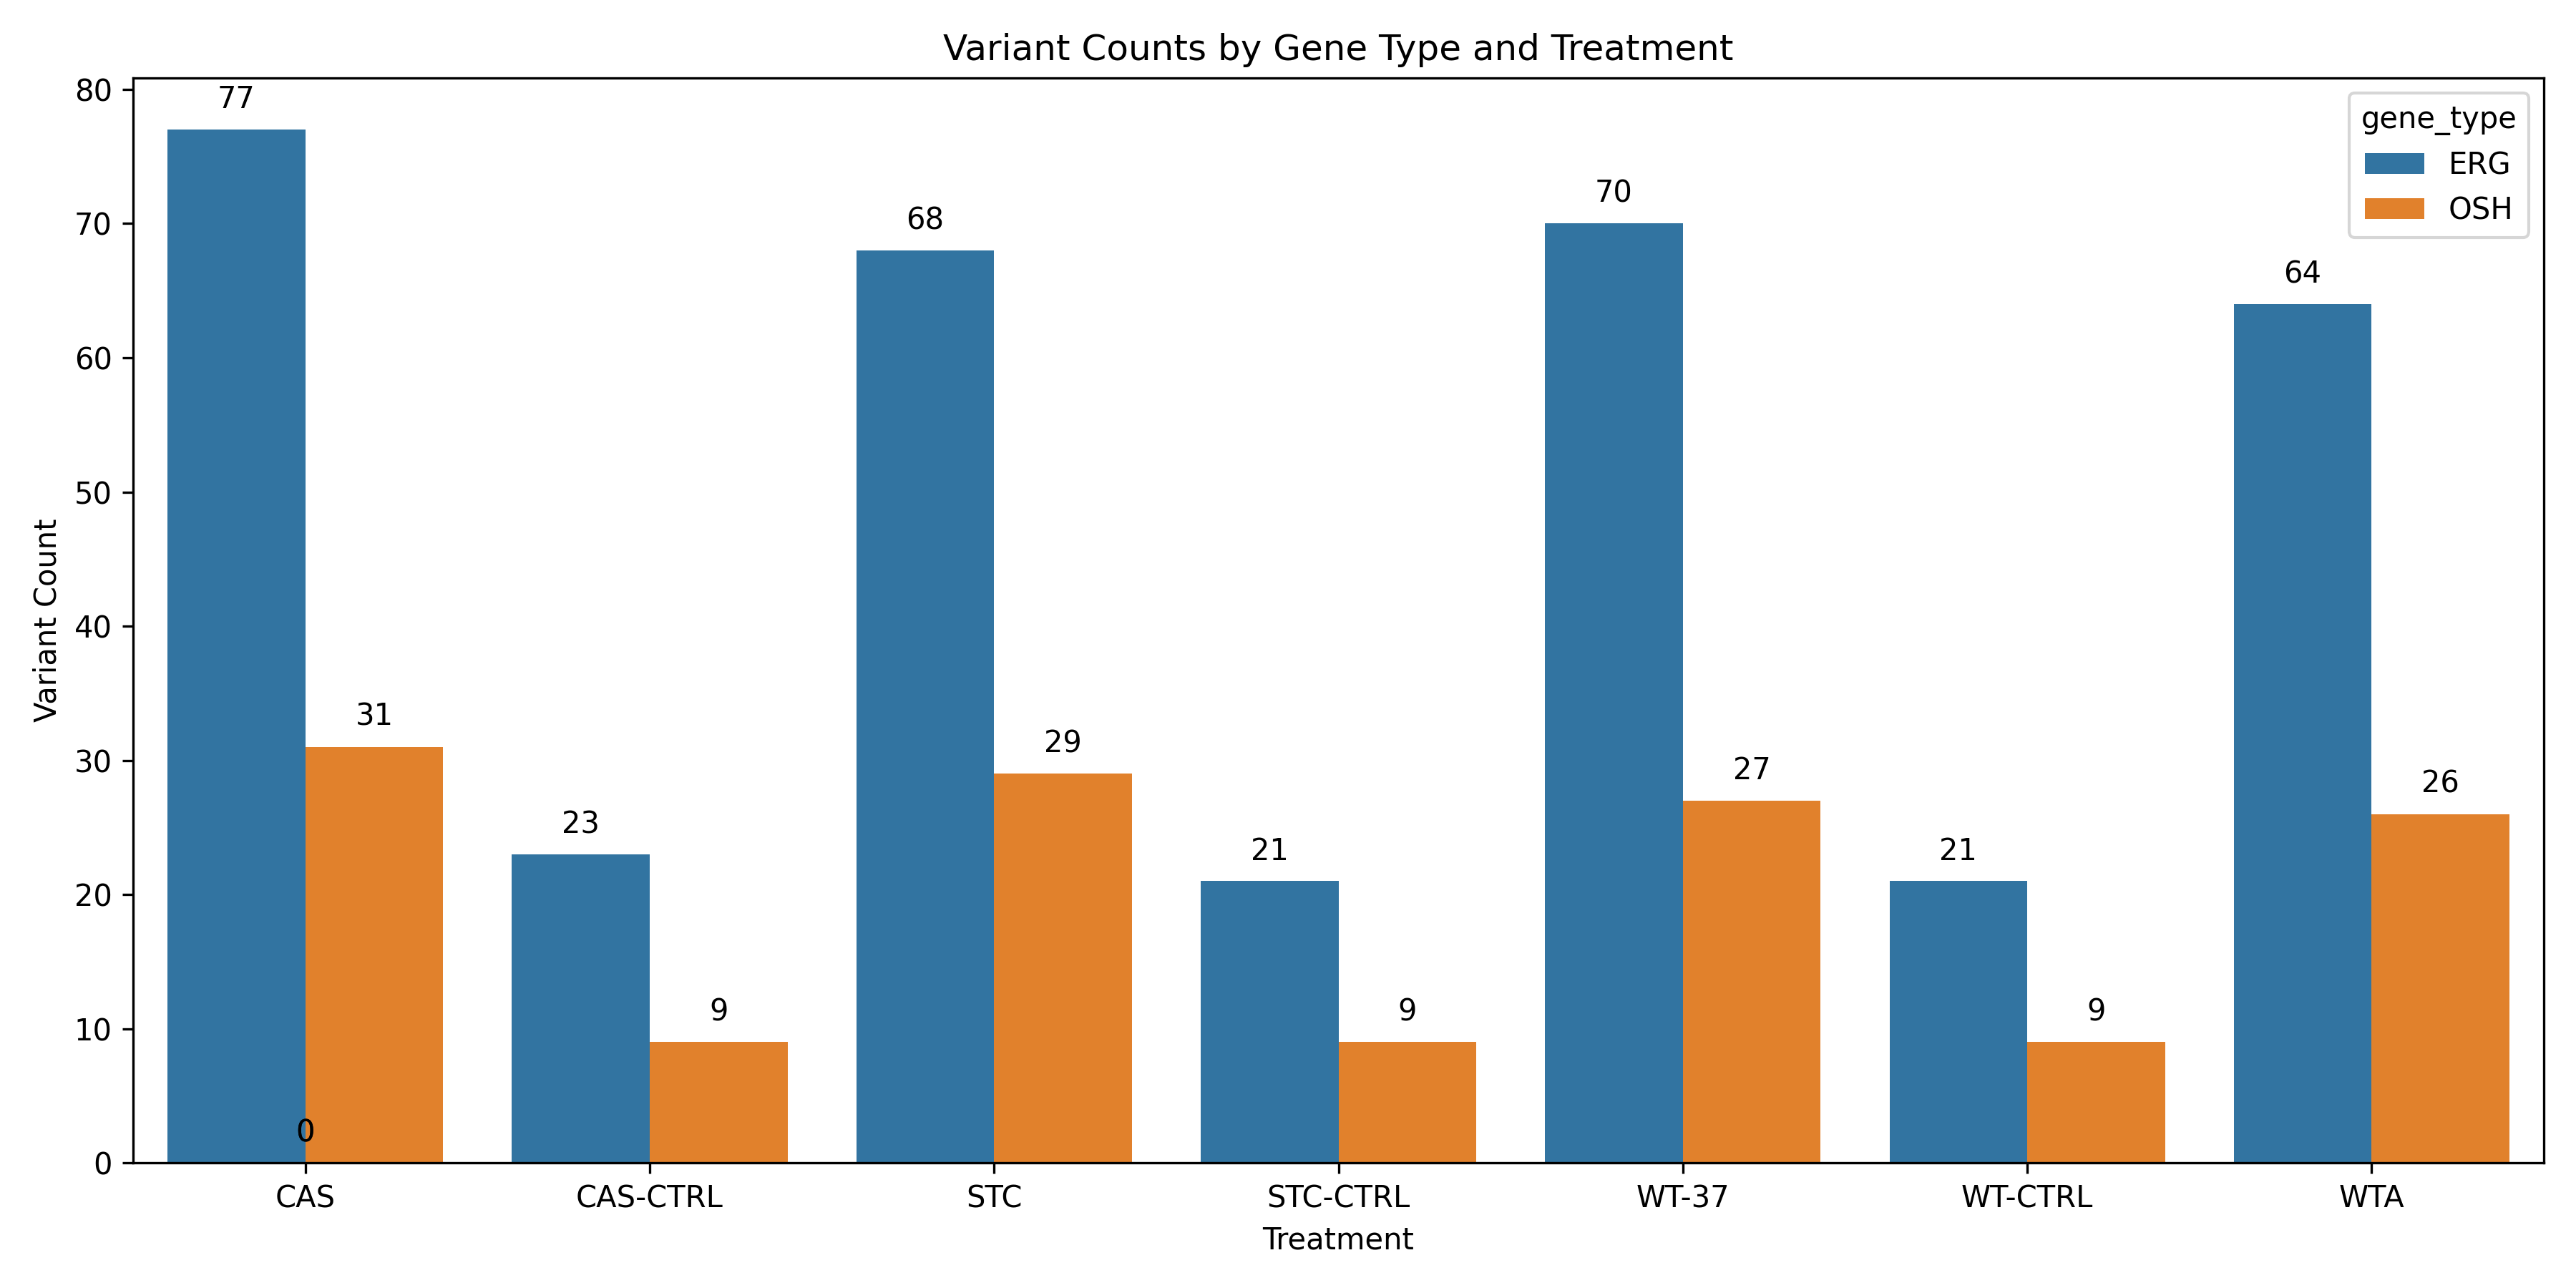 Variant Counts by Gene Type and Treatment
gene_type
ERG
OSH
Variant Count
80
70
60
50
40
30
20
10
0
77
31
0
23
9
68
29
21
9
70
27
21
9
64
26
CAS
CAS-CTRL
STC
STC-CTRL
WT-37
WT-CTRL
WTA
Treatment